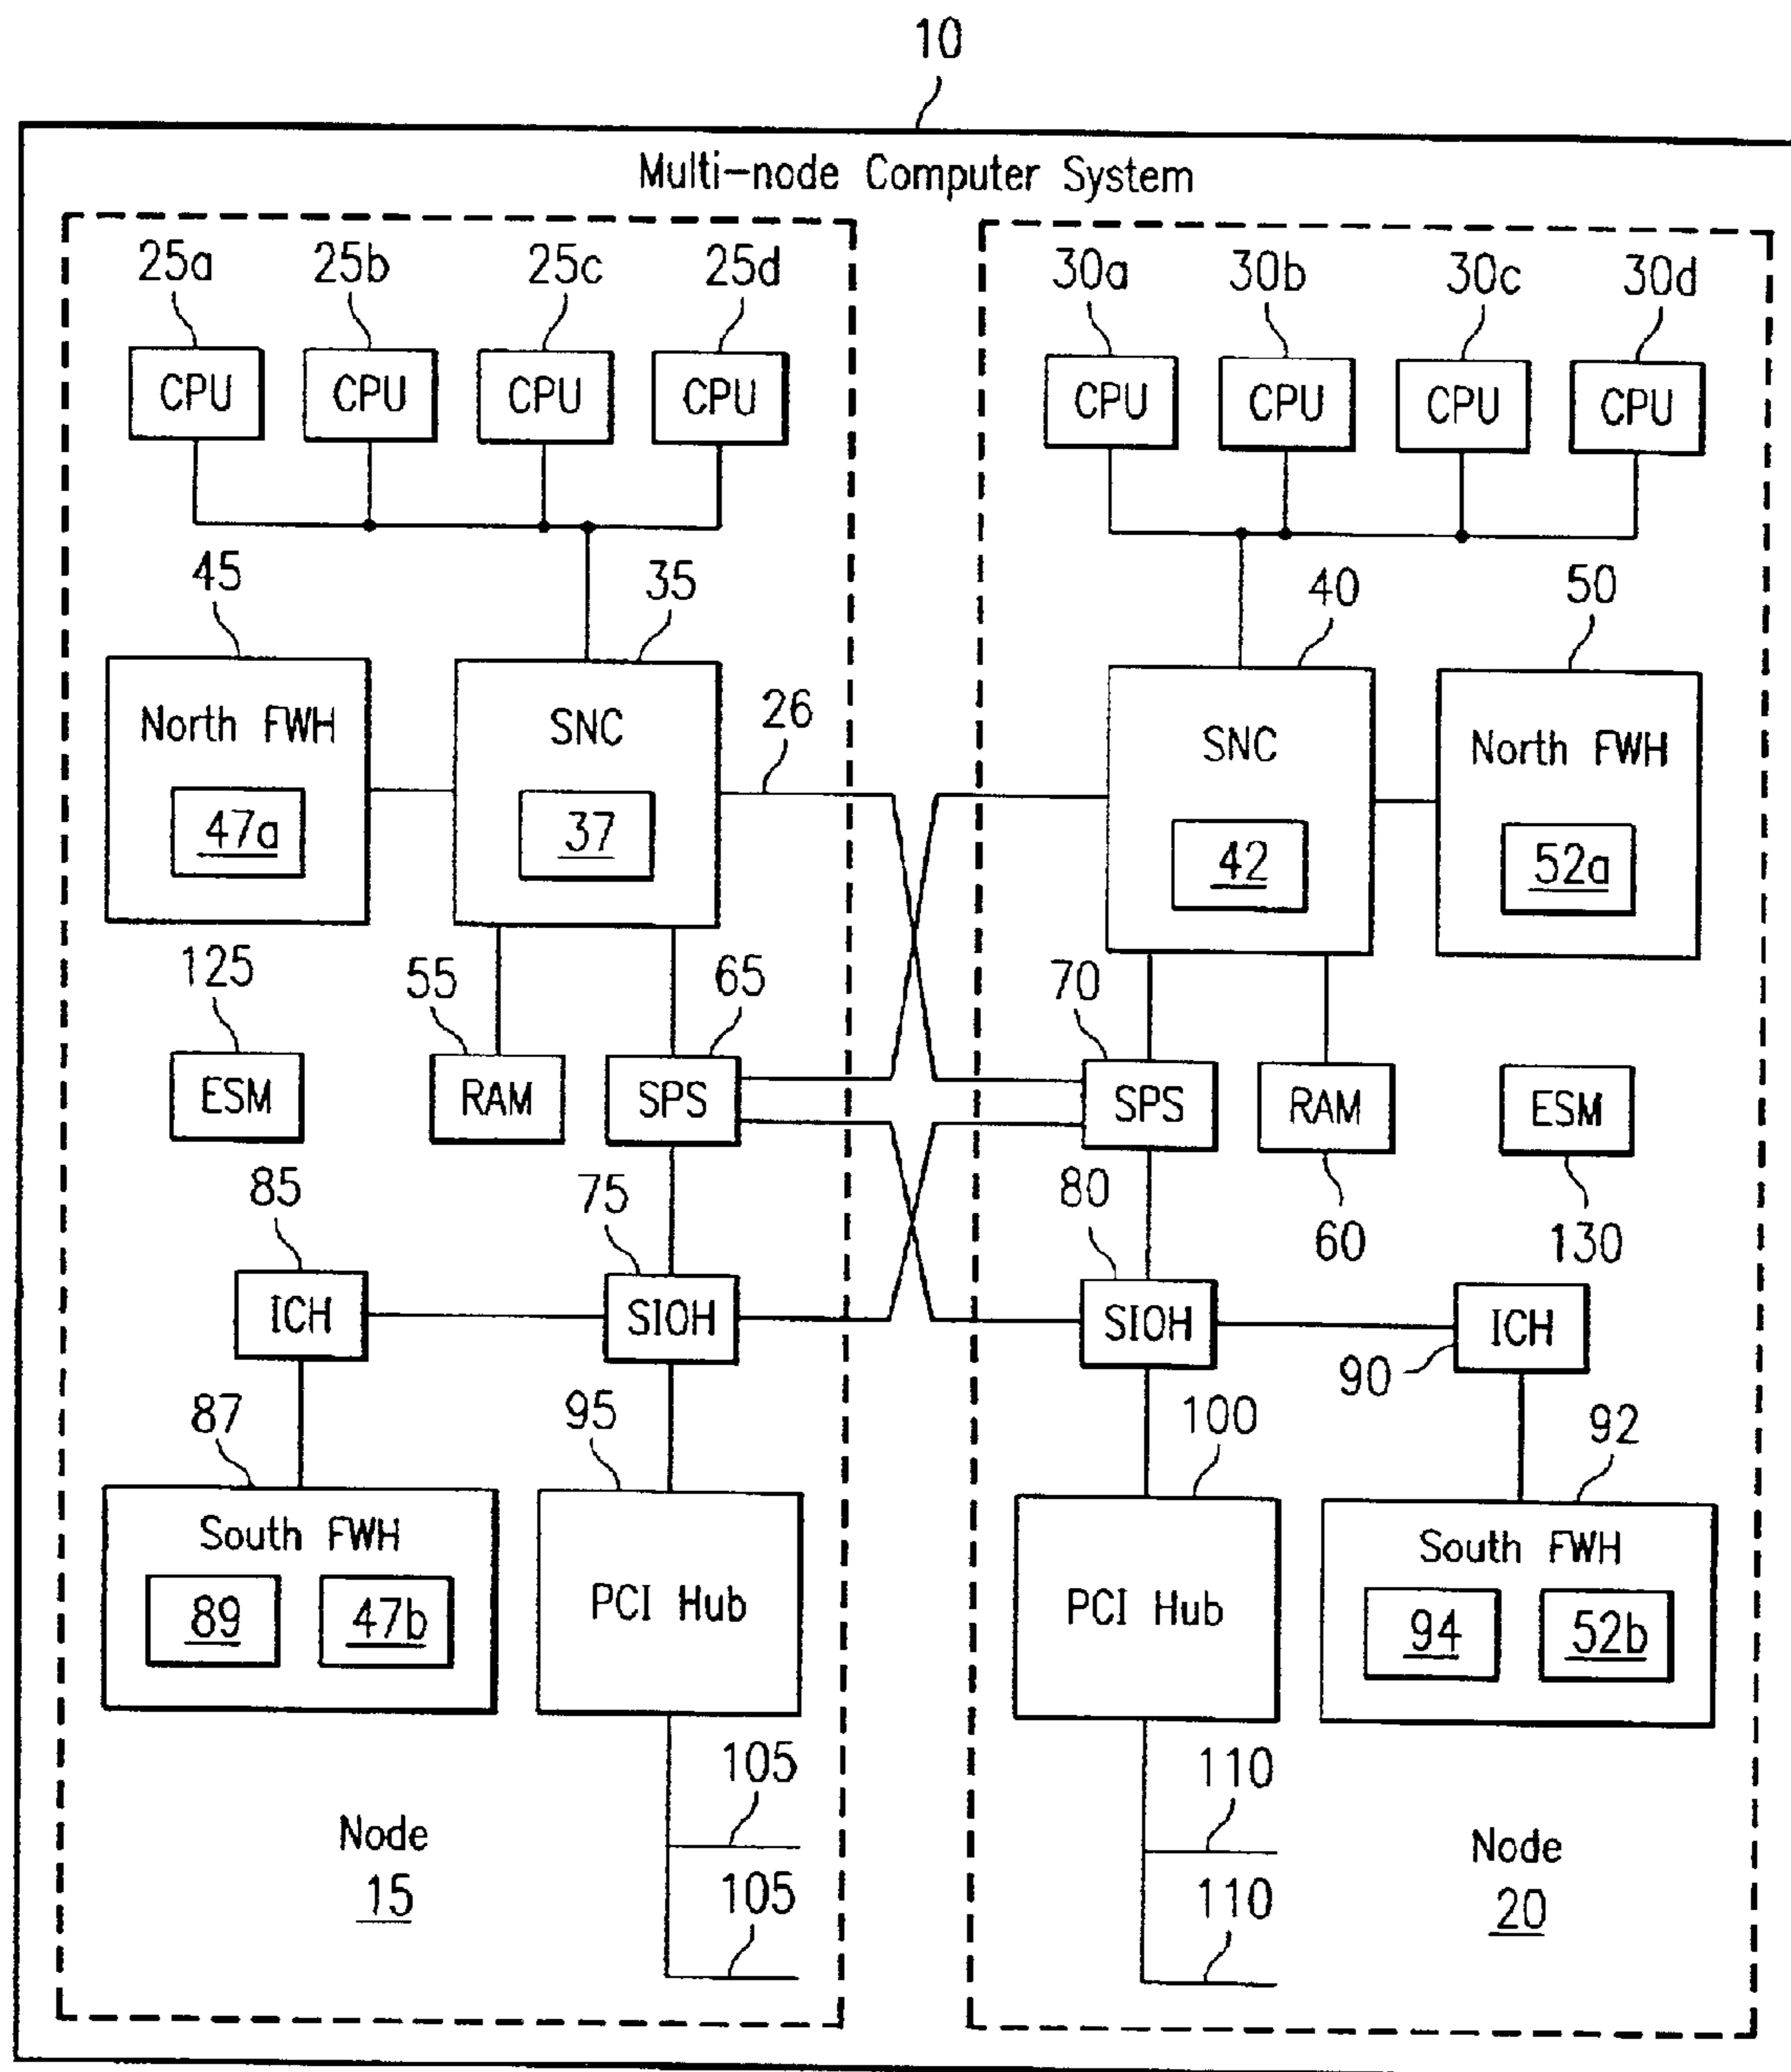 10
Multi-node Computer System
25a 25b 25c 25d 30a 30b 30c 30d
CPU CPU CPU CPU CPU CPU CPU CPU
45 35 40 50
North FWH SNC 26 SNC North FWH
47a 37 42 52a
125 55 65 70
ESM RAM SPS SPS RAM ESM
85 75 80 60 130
ICH SIOH SIOH ICH
90
87 95 100 92
South FWH South FWH
89 47b PCI Hub PCI Hub 94 52b
105 110
Node Node
15 105 110 20